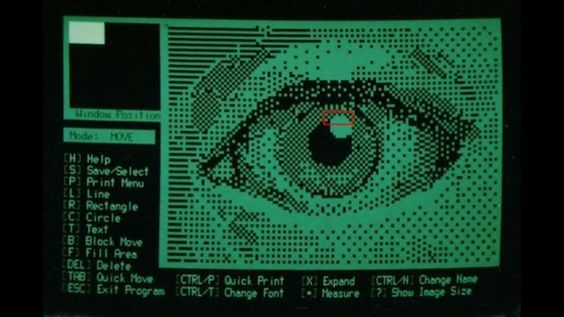 Window Position
Mode: MOVE
[H] Help
[S] Save/Select
[P] Print Menu
[L] Line
[R] Rectangle
[C] Circle
[T] Text
[B] Block Move
[F] Fill Area
[DEL] Delete
[TAB] Quick Move
[ESC] Exit Program
[CTRL/P] Quick Print [X] Expand [CTRL/N] Change Name
[CTRL/T] Change Font [*] Measure [?] Show Image Size